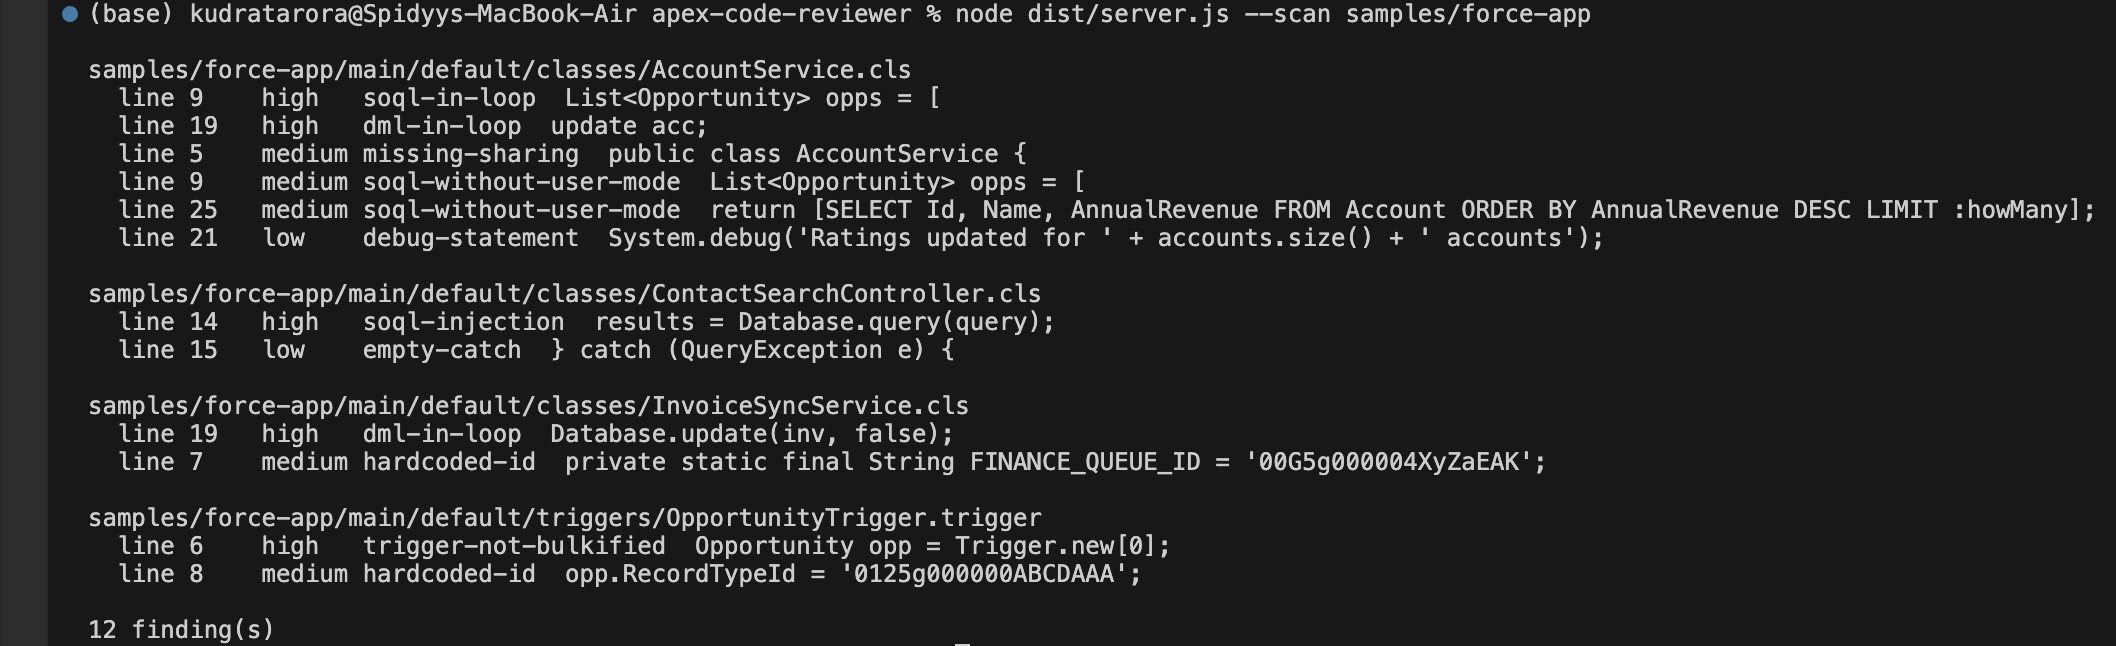 (base) kudratarora@Spidyys-MacBook-Air apex-code-reviewer % node dist/server.js --scan samples/force-app
samples/force-app/main/default/classes/AccountService.cls
line 9 high soql-in-loop List<Opportunity> opps = [
line 19 high dml-in-loop update acc;
line 5 medium missing-sharing public class AccountService {
line 9 medium soql-without-user-mode List<Opportunity> opps = [
line 25 medium soql-without-user-mode return [SELECT Id, Name, AnnualRevenue FROM Account ORDER BY AnnualRevenue DESC LIMIT :howMany];
line 21 low debug-statement System.debug('Ratings updated for ' + accounts.size() + ' accounts');
samples/force-app/main/default/classes/ContactSearchController.cls
line 14 high soql-injection results = Database.query(query);
line 15 low empty-catch } catch (QueryException e) {
samples/force-app/main/default/classes/InvoiceSyncService.cls
line 19 high dml-in-loop Database.update(inv, false);
line 7 medium hardcoded-id private static final String FINANCE_QUEUE_ID = '00G5g000004XyZaEAK';
samples/force-app/main/default/triggers/OpportunityTrigger.trigger
line 6 high trigger-not-bulkified Opportunity opp = Trigger.new[0];
line 8 medium hardcoded-id opp.RecordTypeId = '0125g000000ABCDAAA';
12 finding(s)